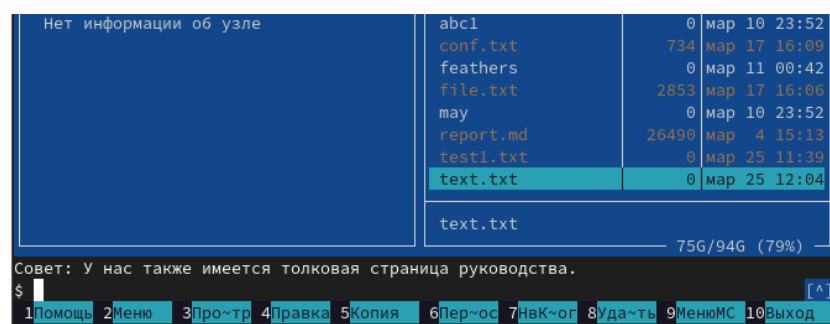 Нет информации об узле
abc1 0 мар 10 23:52
conf.txt 734 мар 17 16:09
feathers 0 мар 11 00:42
file.txt 2853 мар 17 16:06
may 0 мар 10 23:52
report.md 26490 мар 4 15:13
test1.txt 0 мар 25 11:39
text.txt 0 мар 25 12:04
text.txt
75G/94G (79%)
Совет: У нас также имеется толковая страница руководства.
$ [^]
1Помощь 2Меню 3Про~тр 4Правка 5Копия 6Пер~ос 7НвК~ог 8Уда~ть 9МенюМС 10Выход